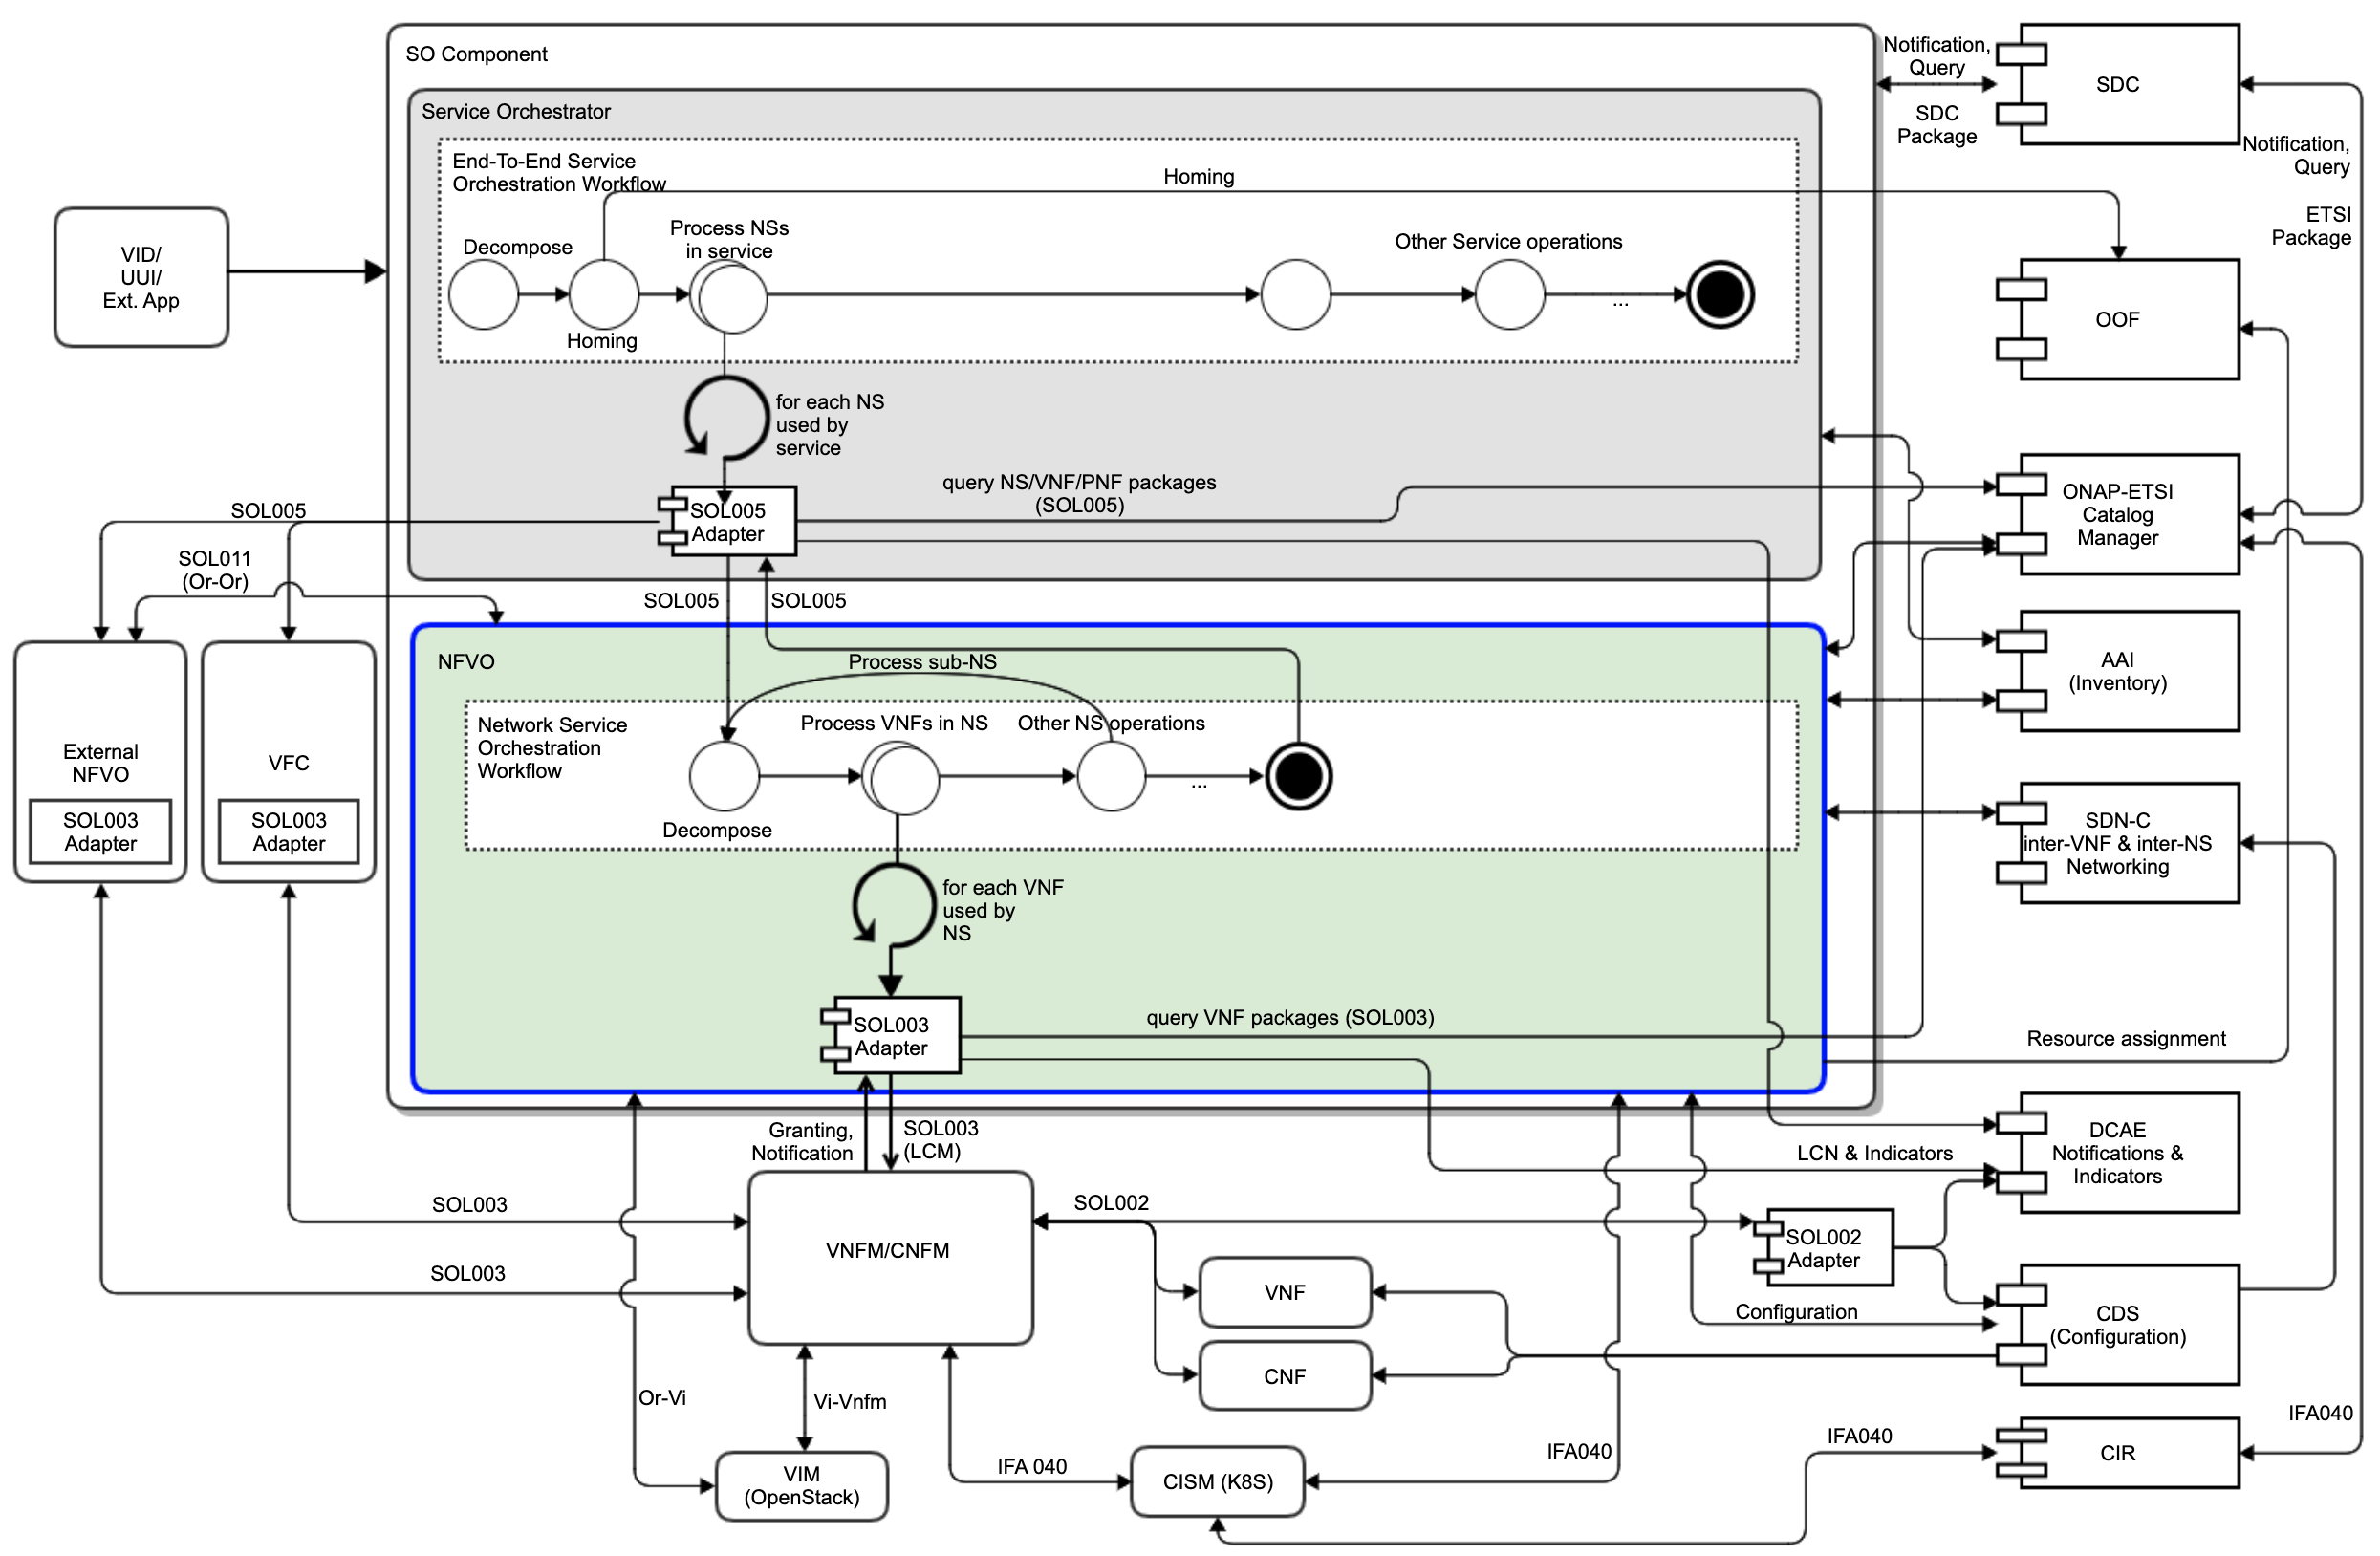 SO Component
Service Orchestrator
End-To-End Service
Orchestration Workflow
Homing
Decompose
Homing
Process NSs
in service
Other Service operations
...
VID/
UUI/
Ext. App
for each NS
used by
service
SOL005
Adapter
query NS/VNF/PNF packages
(SOL005)
SOL005
SOL011
(Or-Or)
SOL005
SOL005
External
NFVO
SOL003
Adapter
VFC
SOL003
Adapter
NFVO
Process sub-NS
Network Service
Orchestration
Workflow
Process VNFs in NS
Other NS operations
Decompose
...
for each VNF
used by
NS
SOL003
Adapter
query VNF packages (SOL003)
Granting,
Notification
SOL003
(LCM)
SOL003
SOL003
VNFM/CNFM
SOL002
VNF
CNF
Or-Vi
Vi-Vnfm
VIM
(OpenStack)
IFA 040
CISM (K8S)
IFA040
IFA040
SOL002
Adapter
LCN & Indicators
Configuration
Notification,
Query
SDC
Package
SDC
Notification,
Query
ETSI
Package
OOF
ONAP-ETSI
Catalog
Manager
AAI
(Inventory)
SDN-C
inter-VNF & inter-NS
Networking
Resource assignment
DCAE
Notifications &
Indicators
CDS
(Configuration)
CIR
IFA040